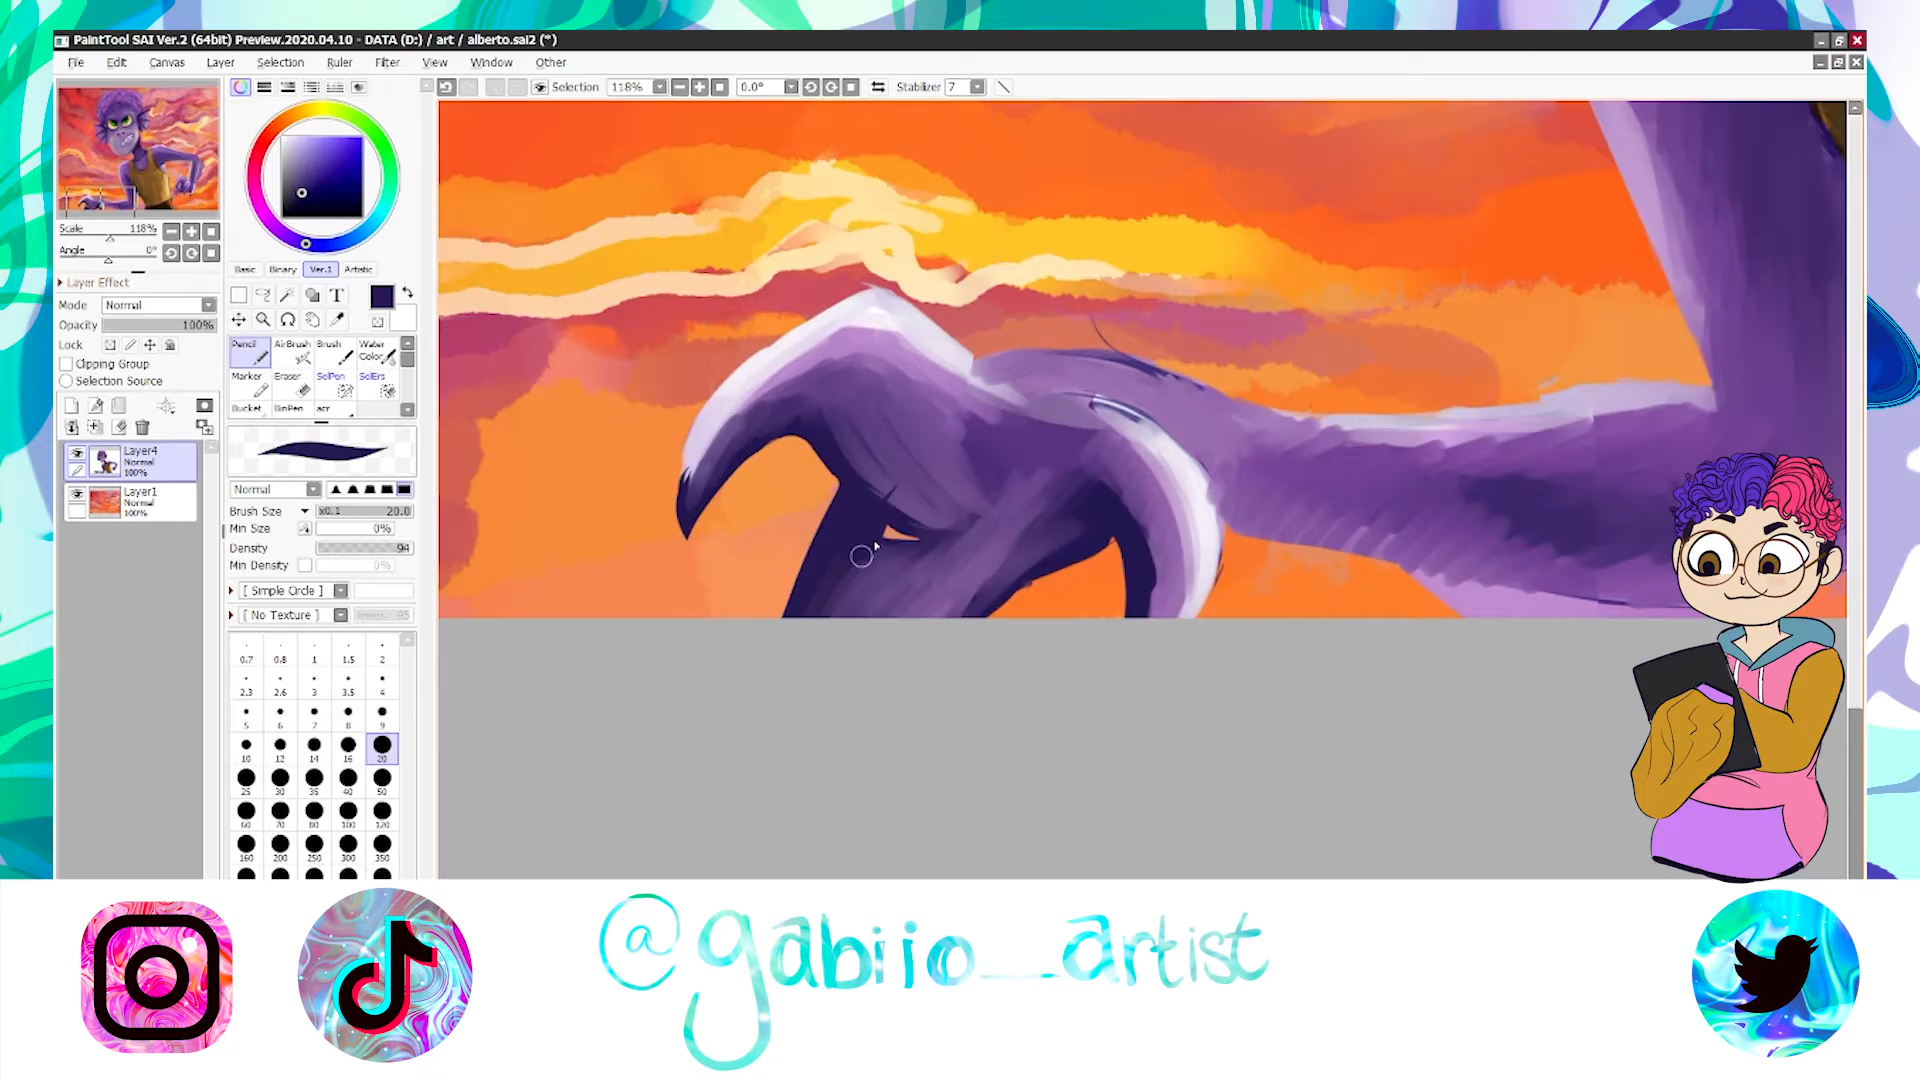 PaintTool SAI Ver.2 (64bit) Preview.2020.04.10 - DATA (D:) / art / alberto.sai2 (*)
File Edit Canvas Layer Selection Ruler Filter View Window Other
Selection 118% 0.0° Stabilizer 7
Scale 118%
Angle 0°
Layer Effect
Mode Normal
Opacity 100%
Lock
Clipping Group
Selection Source
Layer4
Normal
100%
Layer1
Normal
100%
Basic Binary Ver.1 Artistic
T
Pencil AirBrush Brush Water Color
Marker Eraser SelPen SelErs
Bucket BinPen acr
Normal
Brush Size x0.1 20.0
Min Size 0%
Density 94
Min Density 0%
[ Simple Circle ]
[ No Texture ] 95
0.7 0.8 1 1.5 2
2.3 2.6 3 3.5 4
5 6 7 8 9
10 12 14 16 20
25 30 35 40 50
60 70 80 100 120
160 200 250 300 350
@gabiio__artist